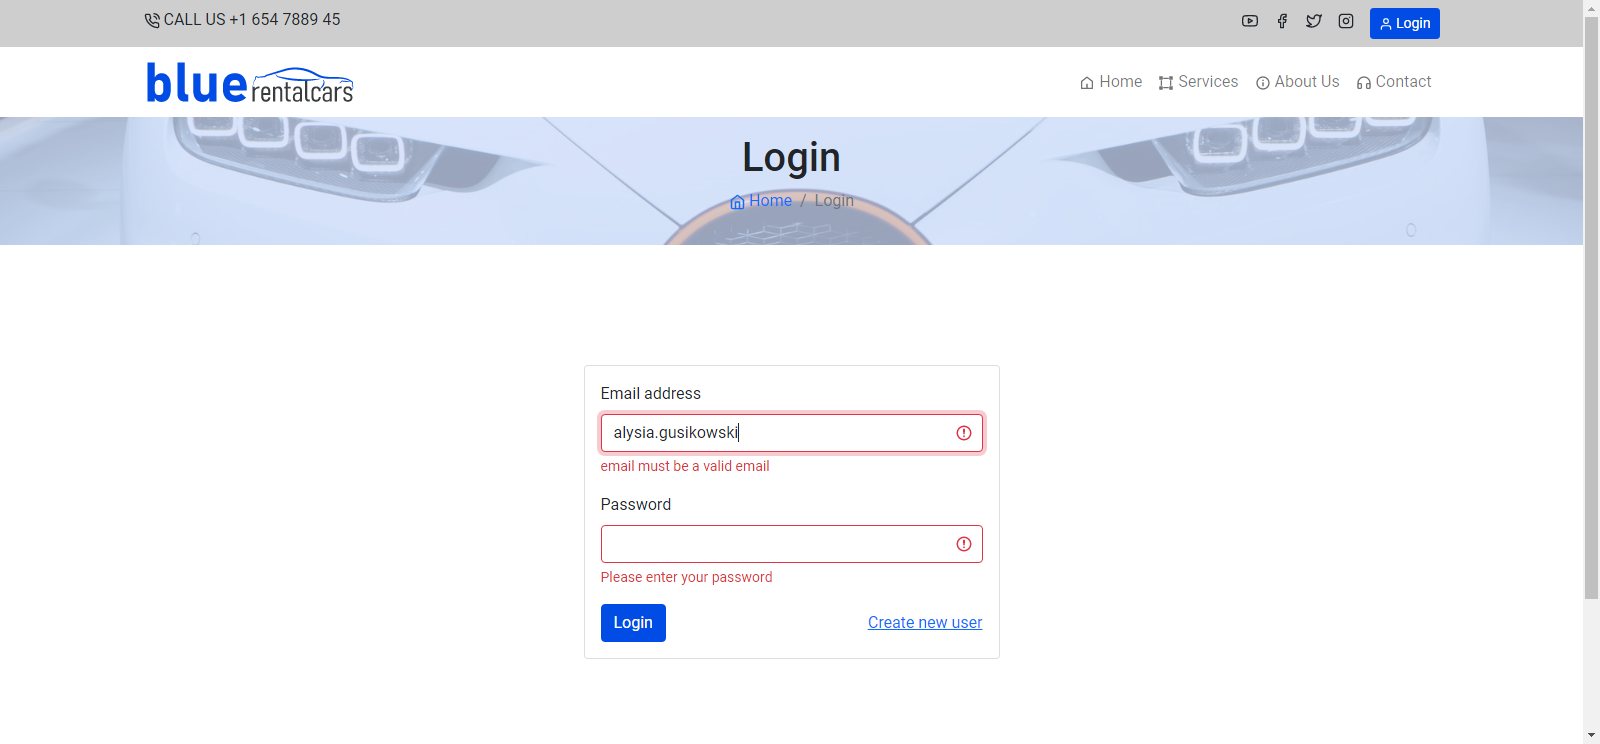 CALL US +1 654 7889 45
Login
blue rentalcars
Home Services About Us Contact
Login
Home / Login
Email address
alysia.gusikowski
email must be a valid email
Password
Please enter your password
Login Create new user